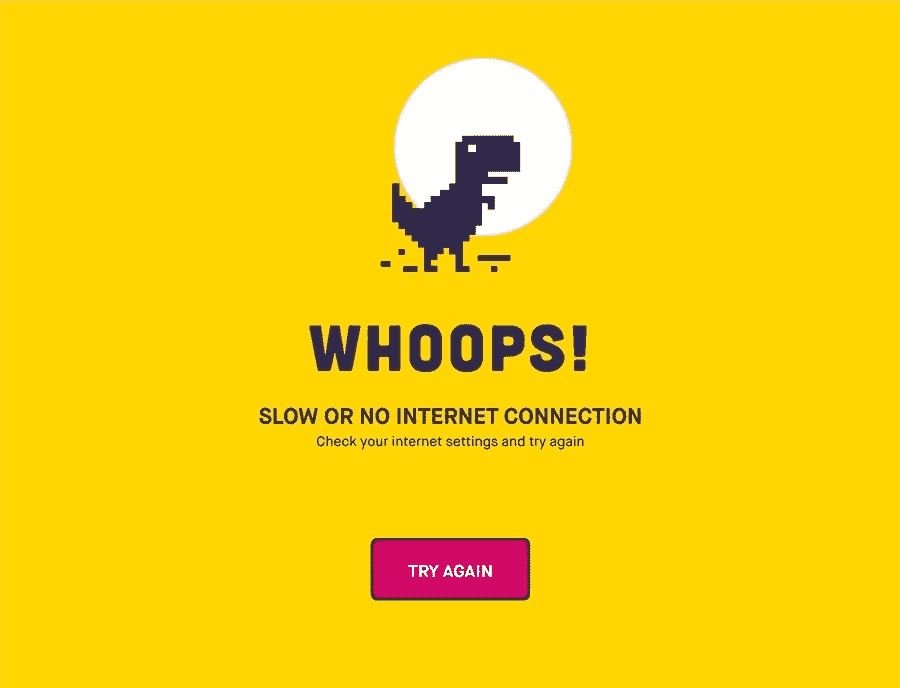 WHOOPS!
SLOW OR NO INTERNET CONNECTION
Check your internet settings and try again
TRY AGAIN